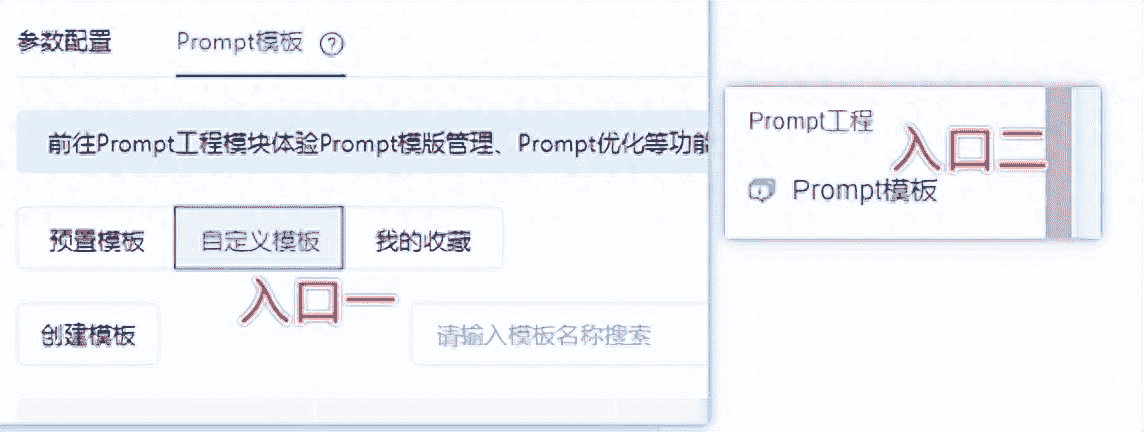 参数配置 Prompt模板 ?
前往Prompt工程模块体验Prompt模版管理、Prompt优化等功能
预置模板 自定义模板 我的收藏
入口一
创建模板 请输入模板名称搜索
Prompt工程
入口二
Prompt模板